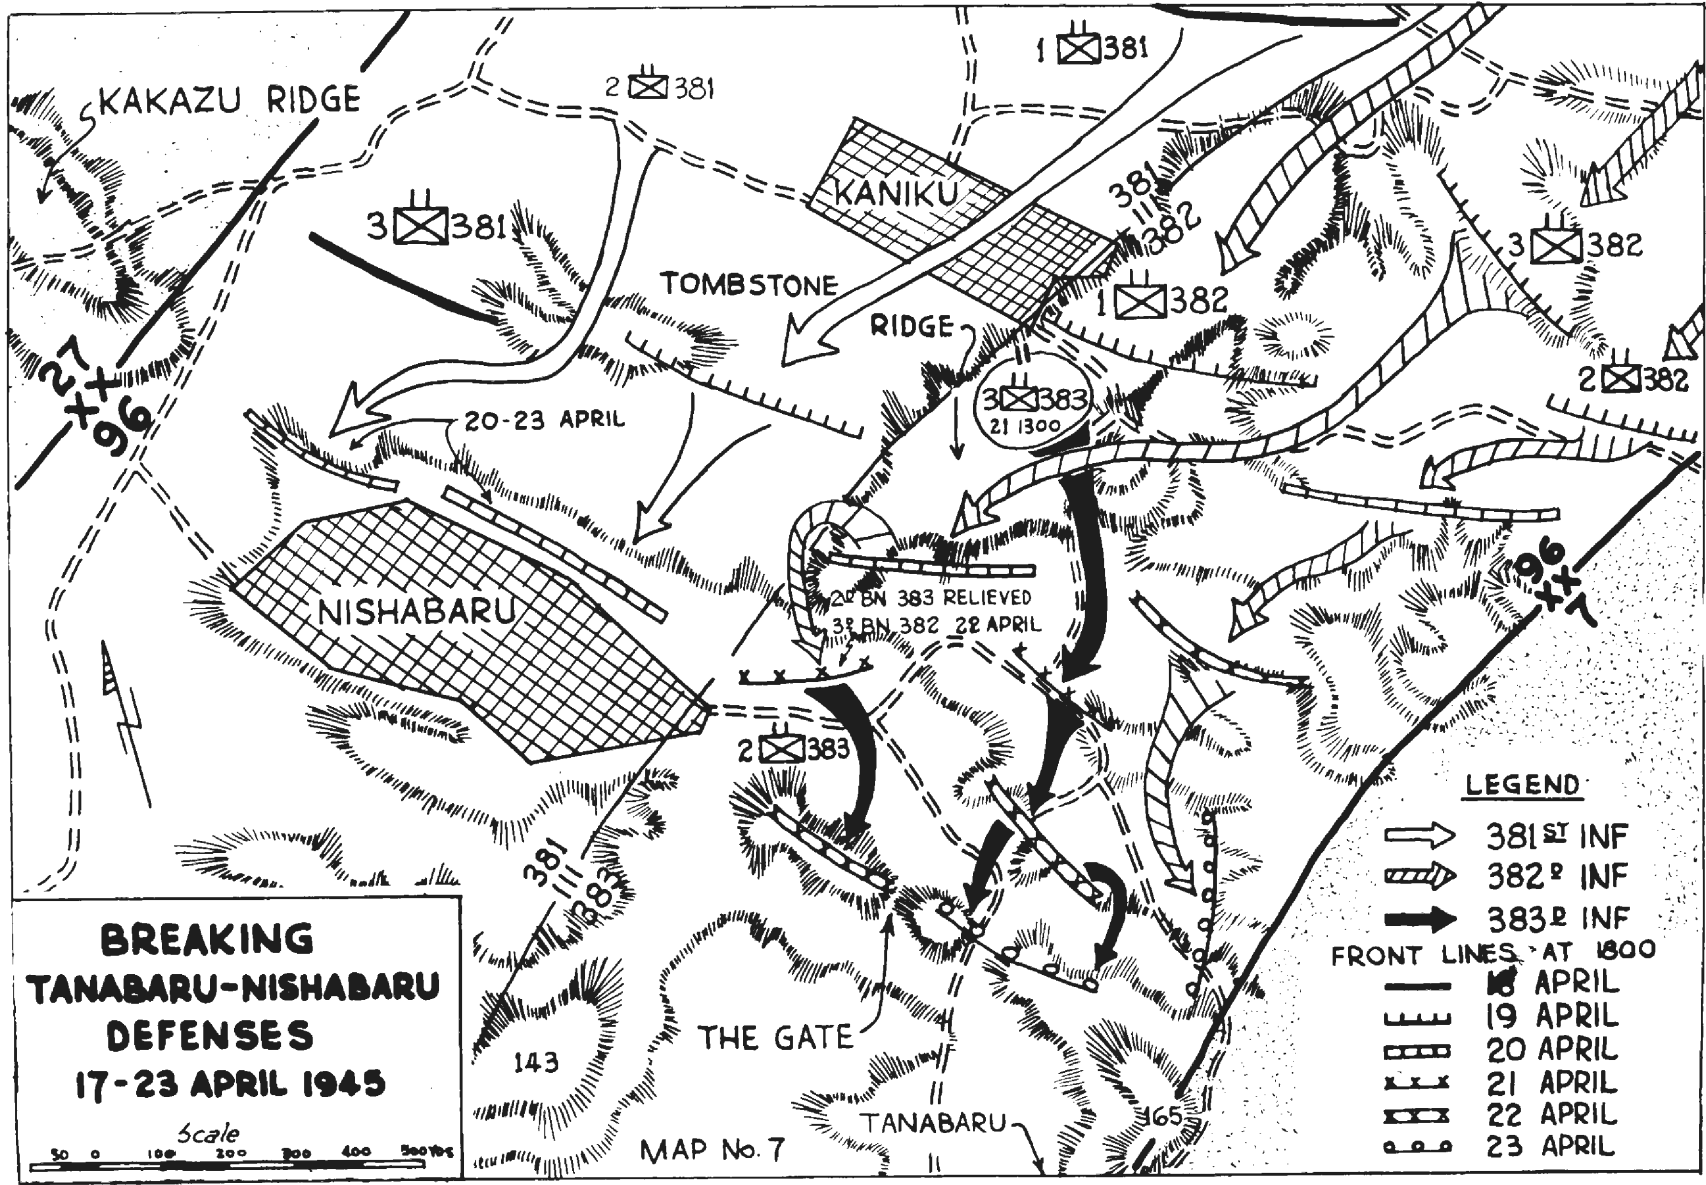 KAKAZU RIDGE
2 381
1 381
3 381
KANIKU
381
III
382
3 382
TOMBSTONE
RIDGE
1 382
2 382
27
XX
96
20-23 APRIL
3 383
21 1300
NISHABARU
2D BN 383 RELIEVED
3D BN 382 22 APRIL
96
XX
7
2 383
381
III
383
THE GATE
143
165
TANABARU
MAP No. 7
BREAKING
TANABARU-NISHABARU
DEFENSES
17-23 APRIL 1945
Scale
50 0 100 200 300 400 500 YDS
LEGEND
381ST INF
382D INF
383D INF
FRONT LINES AT 1800
18 APRIL
19 APRIL
20 APRIL
21 APRIL
22 APRIL
23 APRIL